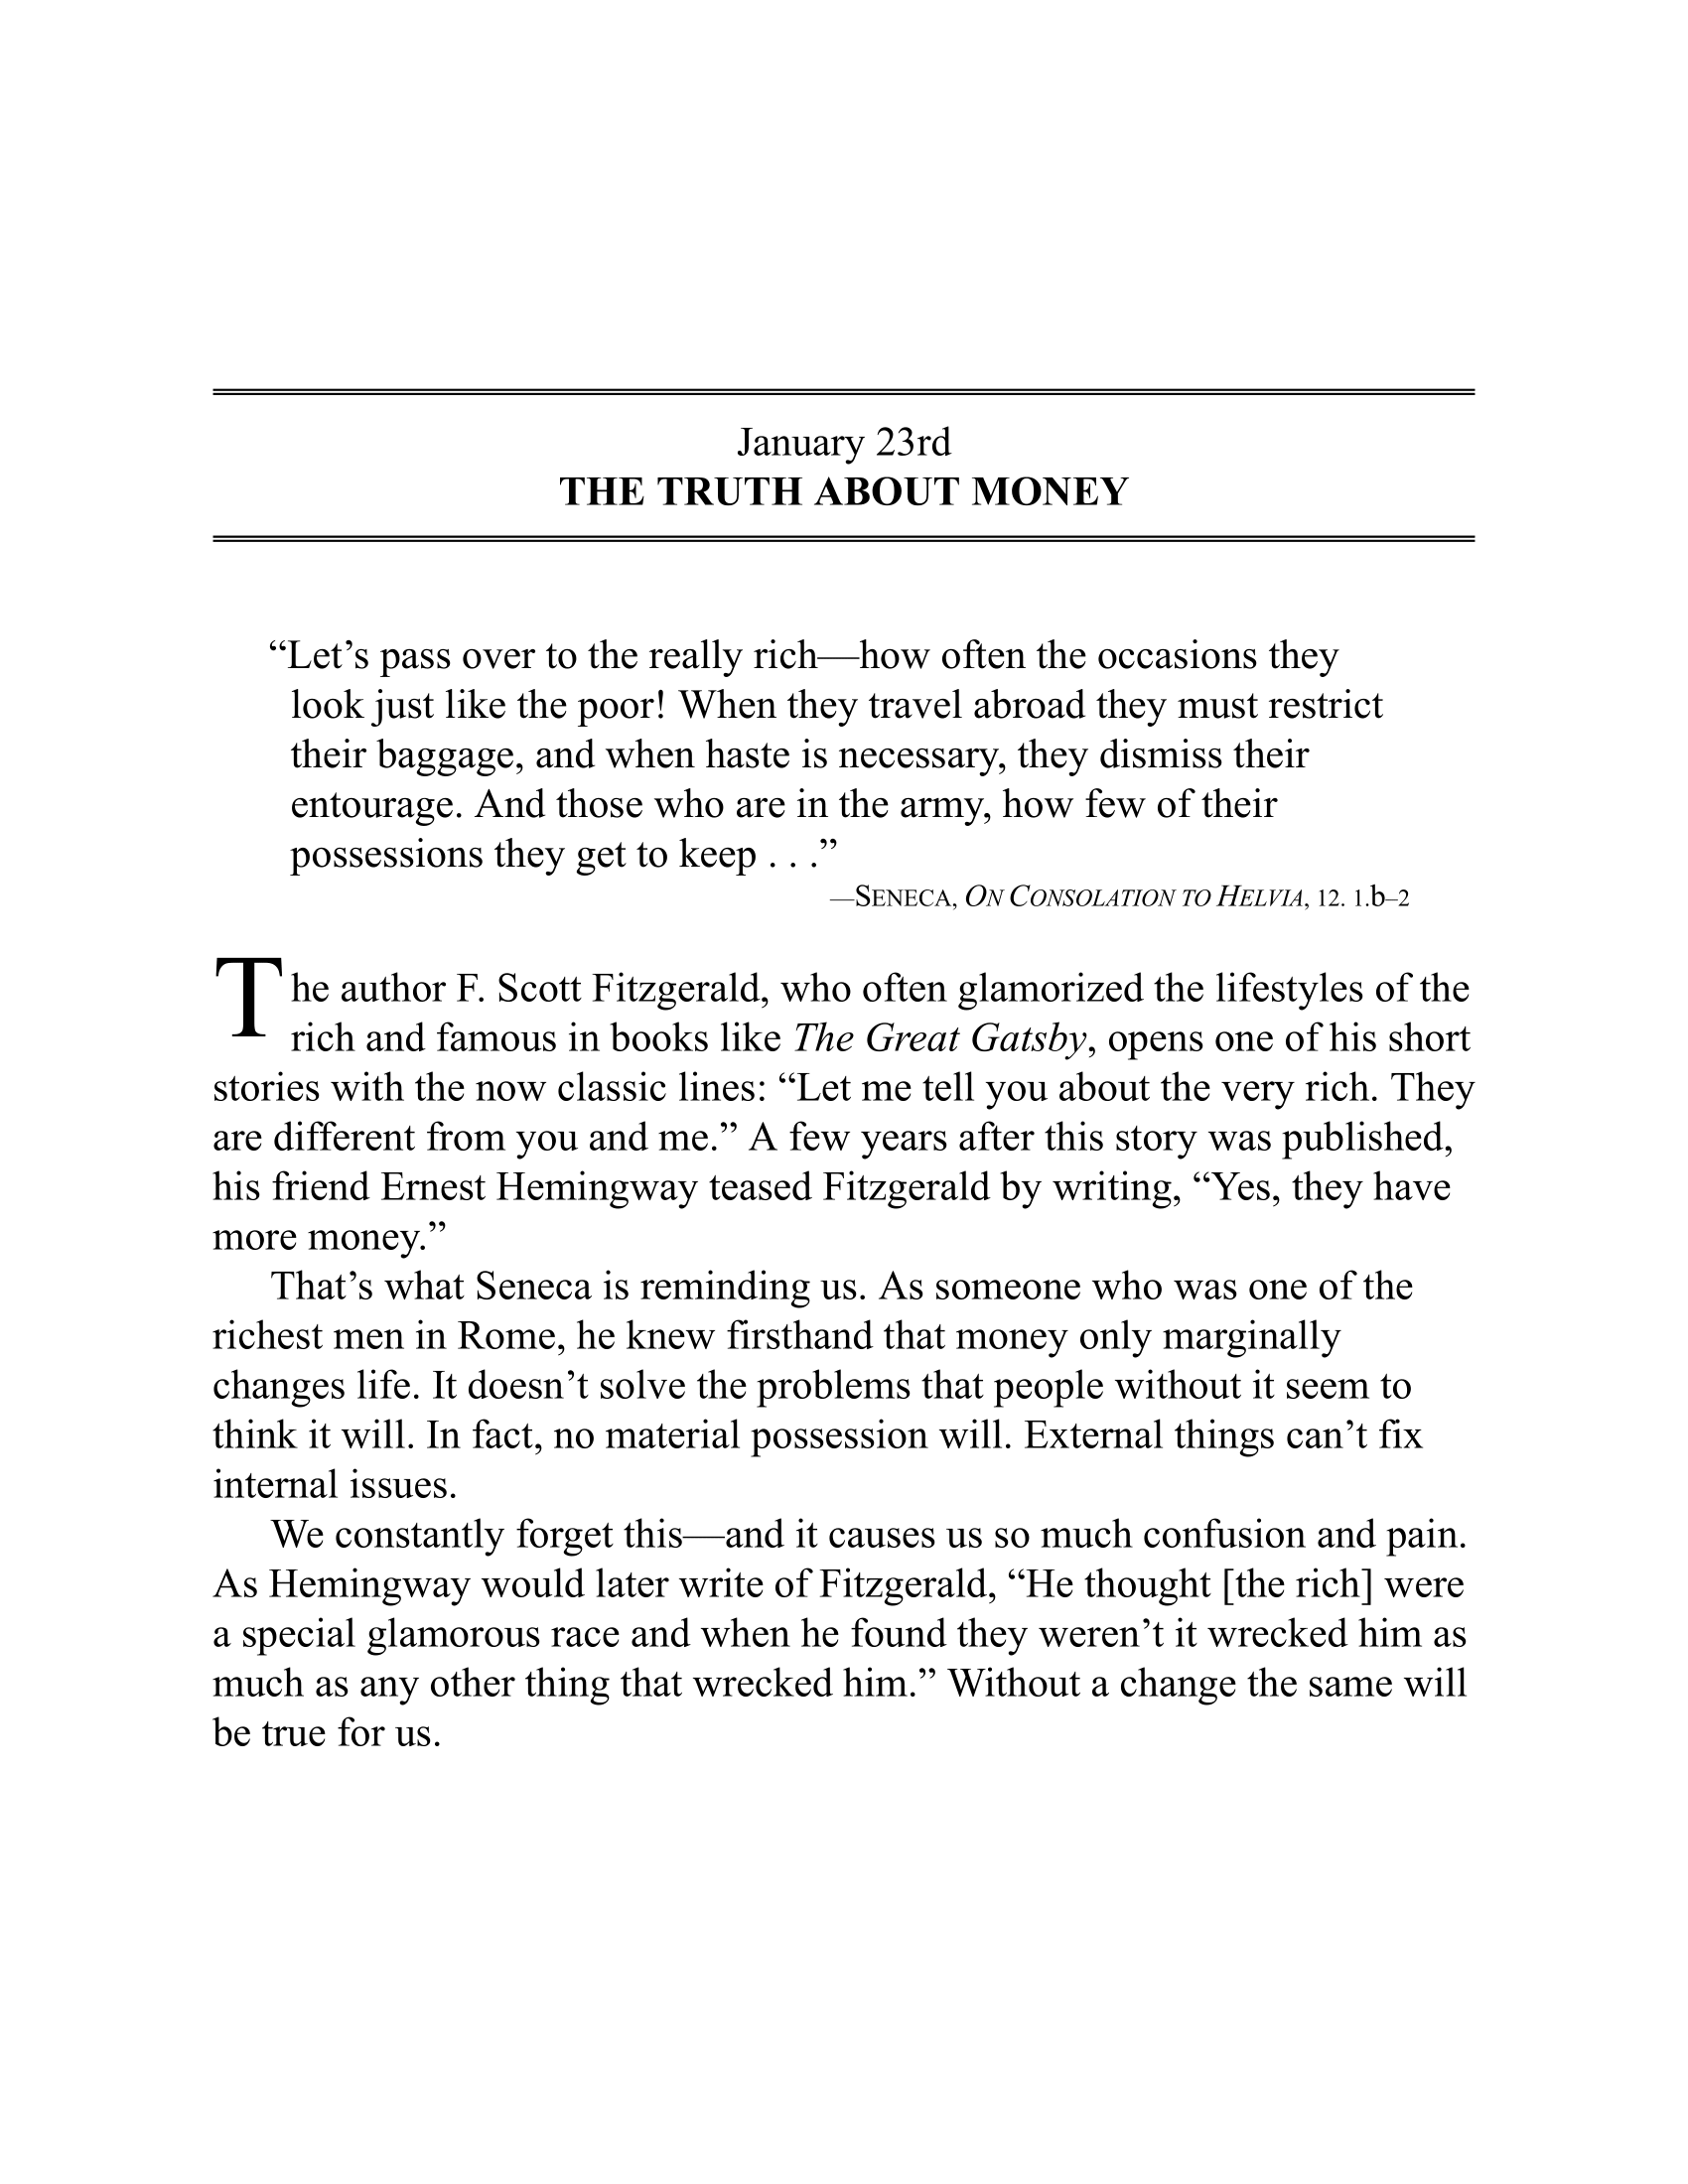 January 23rd
THE TRUTH ABOUT MONEY
“Let’s pass over to the really rich—how often the occasions they
look just like the poor! When they travel abroad they must restrict
their baggage, and when haste is necessary, they dismiss their
entourage. And those who are in the army, how few of their
possessions they get to keep . . .”
—SENECA, ON CONSOLATION TO HELVIA, 12. 1.b–2
The author F. Scott Fitzgerald, who often glamorized the lifestyles of the
rich and famous in books like The Great Gatsby, opens one of his short
stories with the now classic lines: “Let me tell you about the very rich. They
are different from you and me.” A few years after this story was published,
his friend Ernest Hemingway teased Fitzgerald by writing, “Yes, they have
more money.”
That’s what Seneca is reminding us. As someone who was one of the
richest men in Rome, he knew firsthand that money only marginally
changes life. It doesn’t solve the problems that people without it seem to
think it will. In fact, no material possession will. External things can’t fix
internal issues.
We constantly forget this—and it causes us so much confusion and pain.
As Hemingway would later write of Fitzgerald, “He thought [the rich] were
a special glamorous race and when he found they weren’t it wrecked him as
much as any other thing that wrecked him.” Without a change the same will
be true for us.